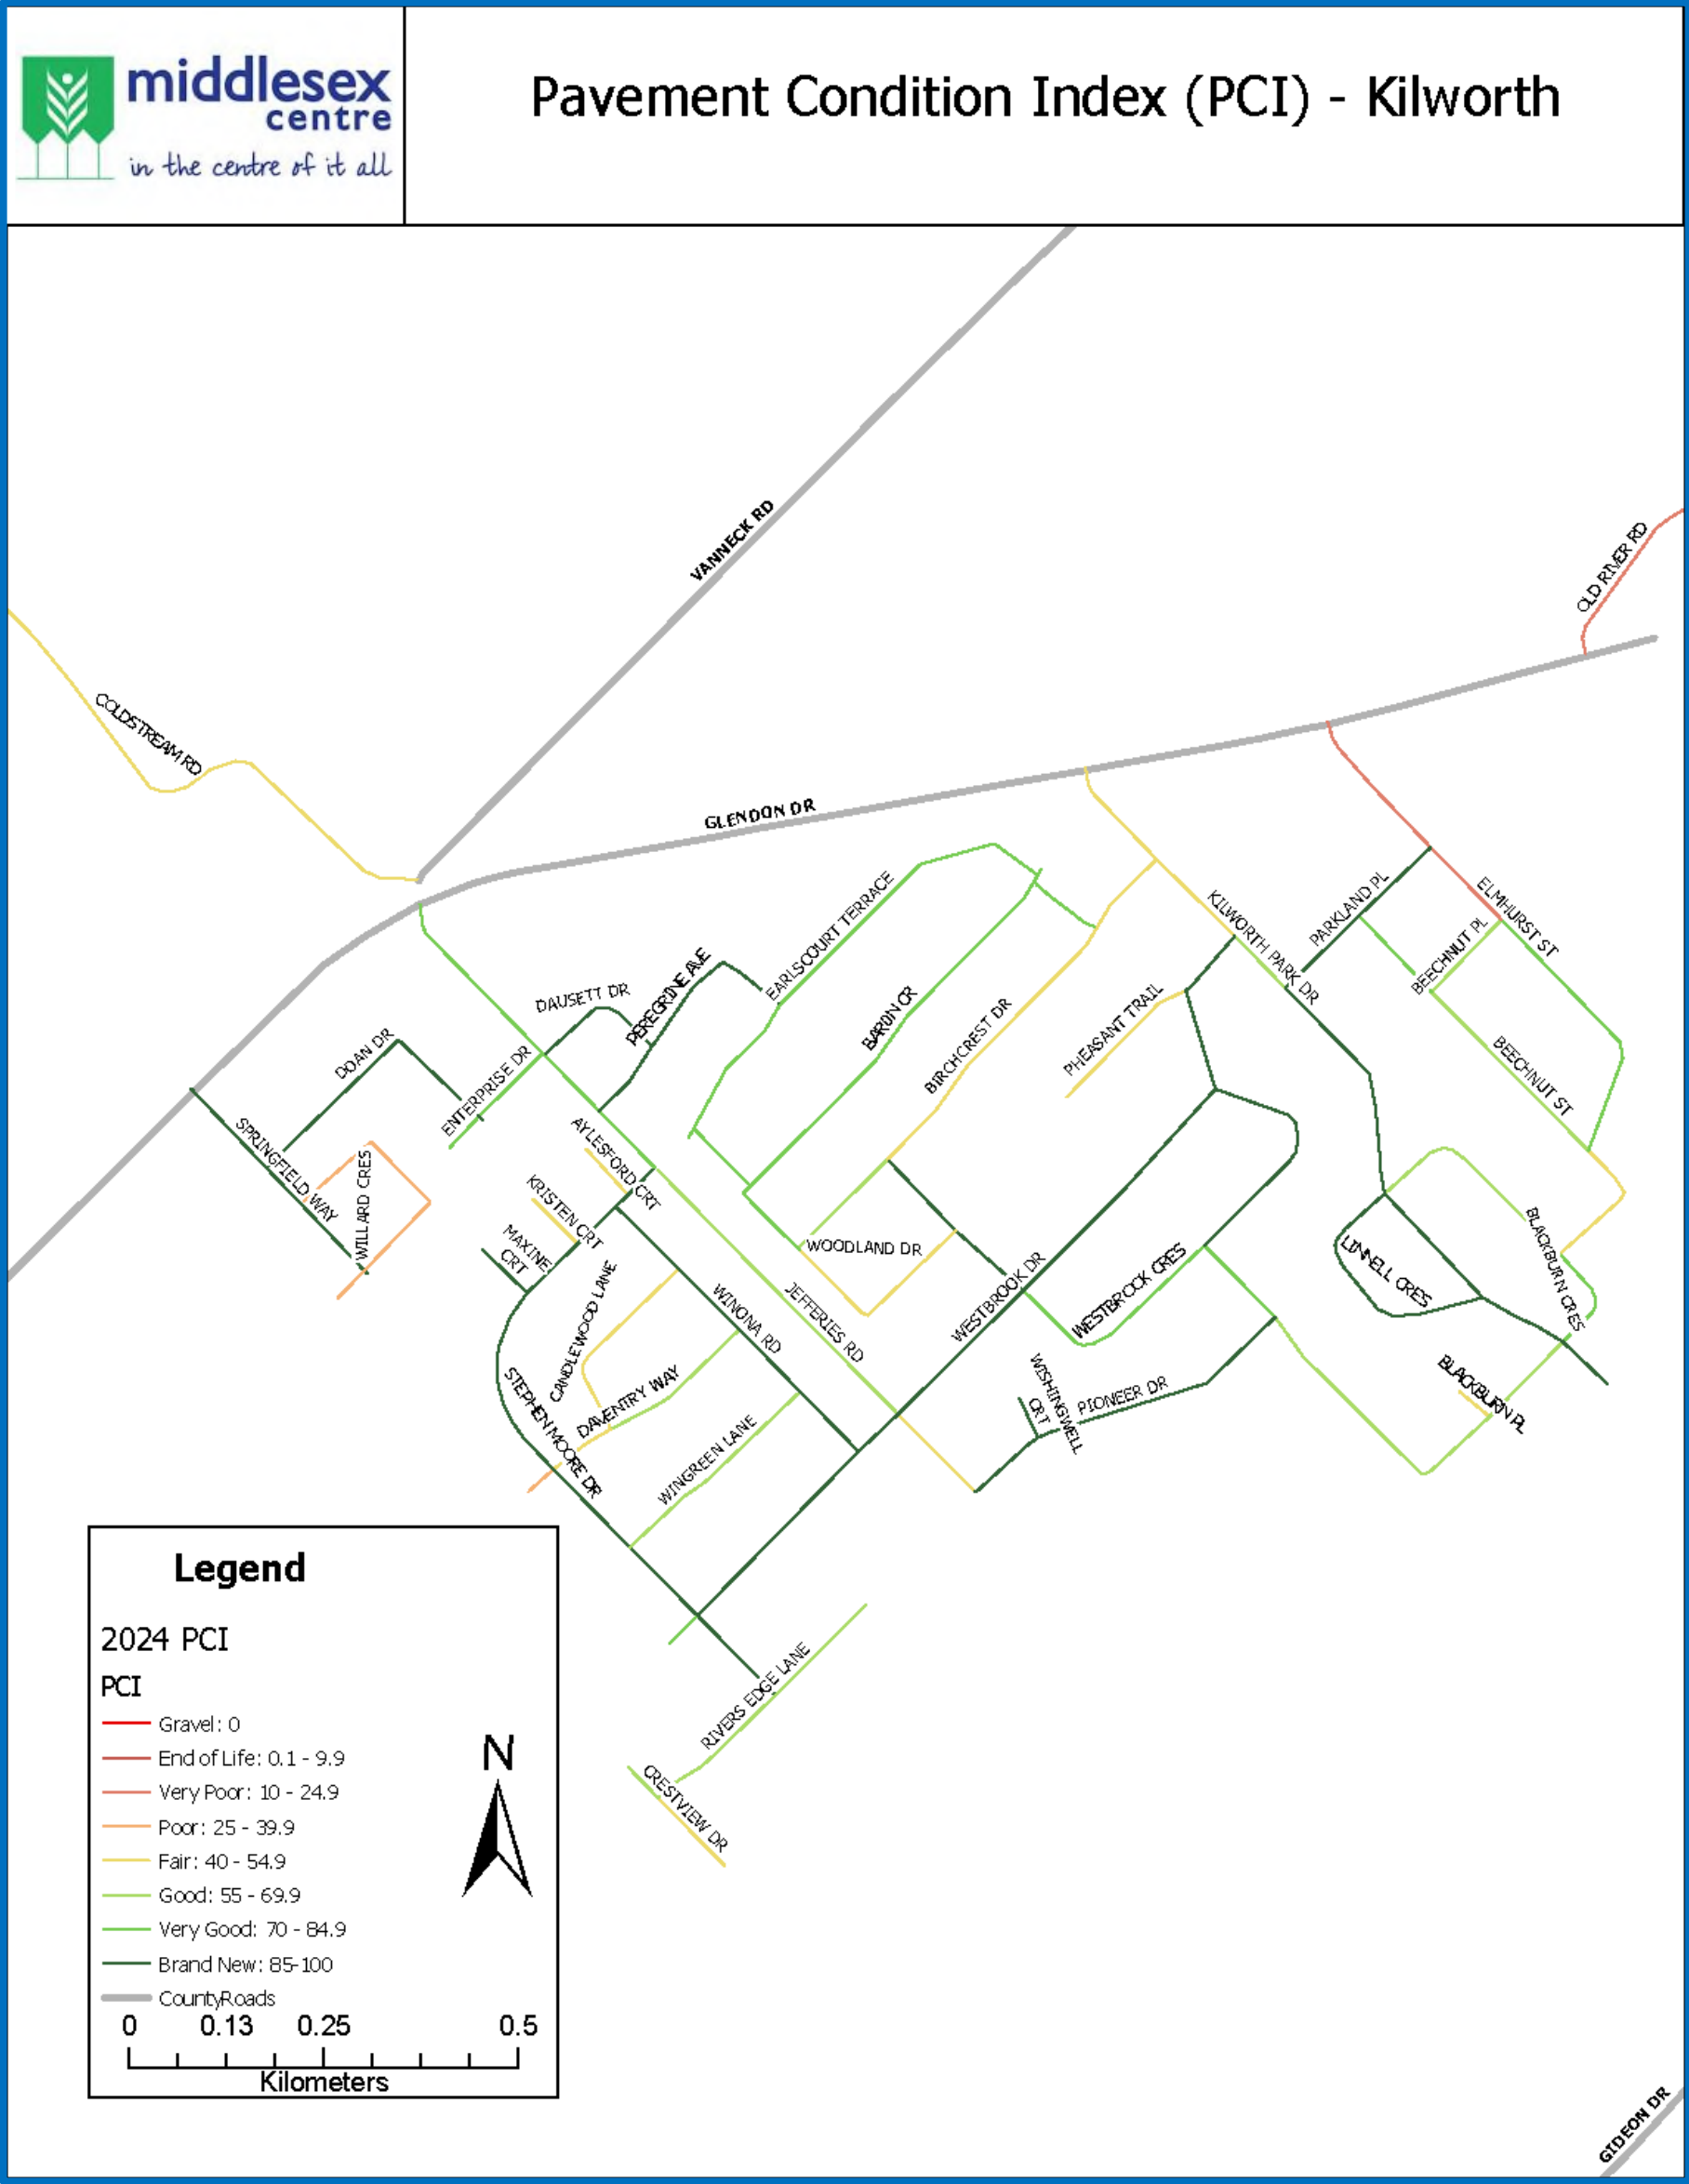 middlesex
centre
in the centre of it all
Pavement Condition Index (PCI) - Kilworth
VANNECK RD
OLD RIVER RD
COLDSTREAM RD
GLENDON DR
KILWORTH PARK DR
PARKLAND PL
ELMHURST ST
BEECHNUT PL
BEECHNUT ST
EARLSCOURT TERRACE
PEREGRINE AVE
DAUSETT DR
BARON CR
BIRCHCREST DR
PHEASANT TRAIL
DOAN DR
ENTERPRISE DR
SPRINGFIELD WAY
WILLARD CRES
AYLESFORD CRT
KRISTEN CRT
MAXINE
CRT
CANDLEWOOD LANE
WINONA RD
WOODLAND DR
JEFFERIES RD
WESTBROOK DR
WESTBROOK CRES
LINNELL CRES
BLACKBURN CRES
BLACKBURN PL
STEPHEN MOORE DR
DAVENTRY WAY
WINGREEN LANE
WISHINGWELL
CRT
PIONEER DR
RIVERS EDGE LANE
CRESTVIEW DR
GIDEON DR
Legend
2024 PCI
PCI
Gravel: 0
End of Life: 0.1 - 9.9
Very Poor: 10 - 24.9
Poor: 25 - 39.9
Fair: 40 - 54.9
Good: 55 - 69.9
Very Good: 70 - 84.9
Brand New: 85-100
CountyRoads
N
0 0.13 0.25 0.5
Kilometers